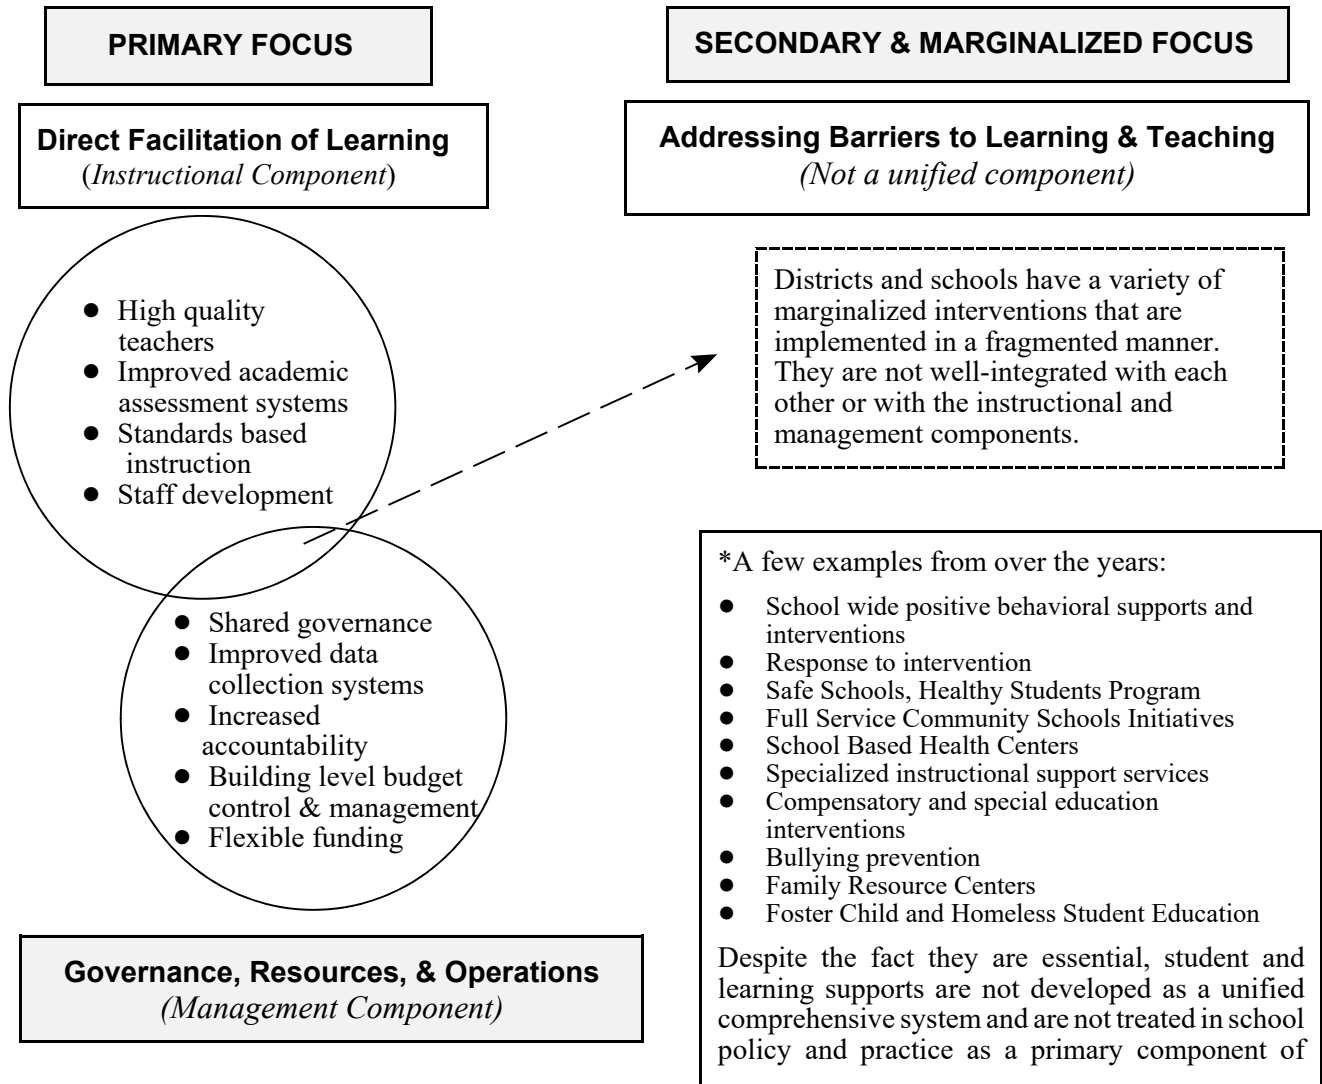 PRIMARY FOCUS
SECONDARY & MARGINALIZED FOCUS
Direct Facilitation of Learning
(Instructional Component)
Addressing Barriers to Learning & Teaching
(Not a unified component)
● High quality
teachers
● Improved academic
assessment systems
● Standards based
instruction
● Staff development
Districts and schools have a variety of
marginalized interventions that are
implemented in a fragmented manner.
They are not well-integrated with each
other or with the instructional and
management components.
● Shared governance
● Improved data
collection systems
● Increased
accountability
● Building level budget
control & management
● Flexible funding
Governance, Resources, & Operations
(Management Component)
*A few examples from over the years:
● School wide positive behavioral supports and
interventions
● Response to intervention
● Safe Schools, Healthy Students Program
● Full Service Community Schools Initiatives
● School Based Health Centers
● Specialized instructional support services
● Compensatory and special education
interventions
● Bullying prevention
● Family Resource Centers
● Foster Child and Homeless Student Education
Despite the fact they are essential, student and
learning supports are not developed as a unified
comprehensive system and are not treated in school
policy and practice as a primary component of